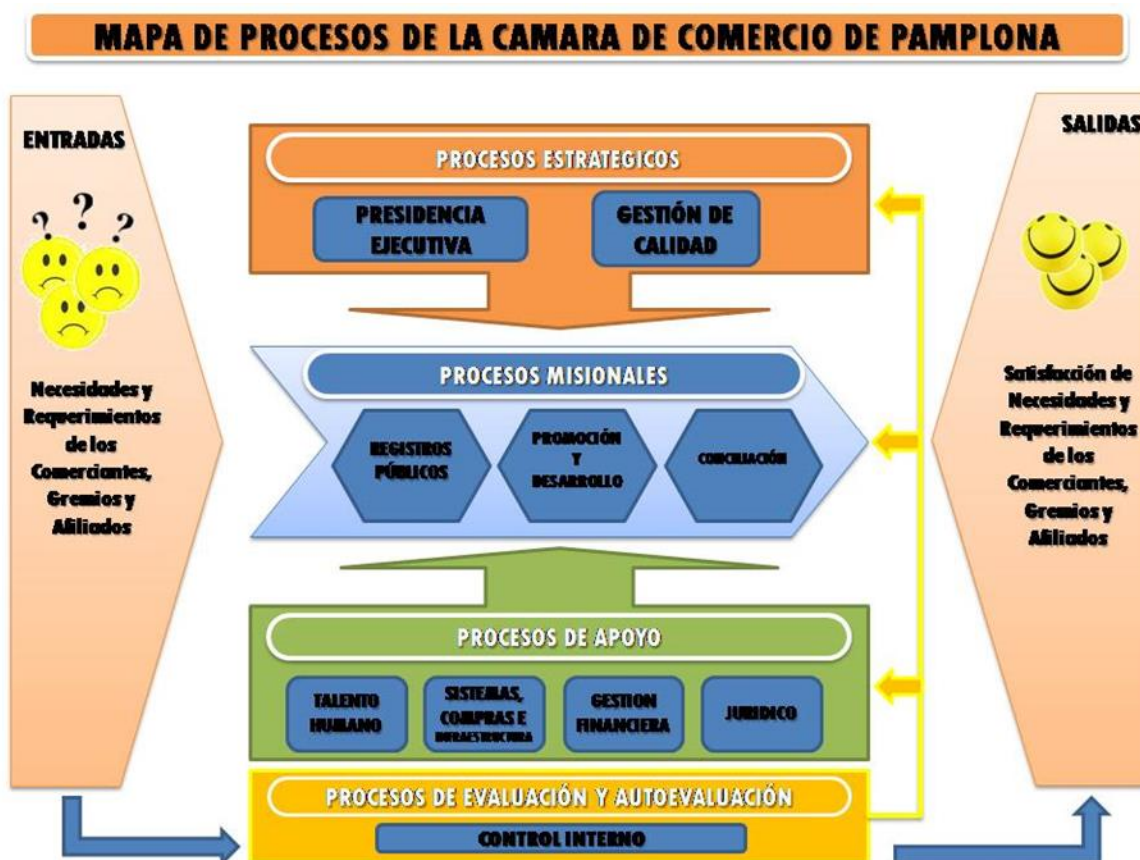 MAPA DE PROCESOS DE LA CAMARA DE COMERCIO DE PAMPLONA
ENTRADAS
? ? ?
Necesidades y
Requerimientos
de los
Comerciantes,
Gremios y
Afiliados
PROCESOS ESTRATEGICOS
PRESIDENCIA
EJECUTIVA
GESTIÓN DE
CALIDAD
PROCESOS MISIONALES
REGISTROS
PÚBLICOS
PROMOCIÓN
Y
DESARROLLO
CONCILIACIÓN
PROCESOS DE APOYO
TALENTO
HUMANO
SISTEMAS,
COMPRAS E
INFRAESTRUCTURA
GESTION
FINANCIERA
JURIDICO
PROCESOS DE EVALUACIÓN Y AUTOEVALUACIÓN
CONTROL INTERNO
SALIDAS
Satisfacción de
Necesidades y
Requerimientos
de los
Comerciantes,
Gremios y
Afiliados